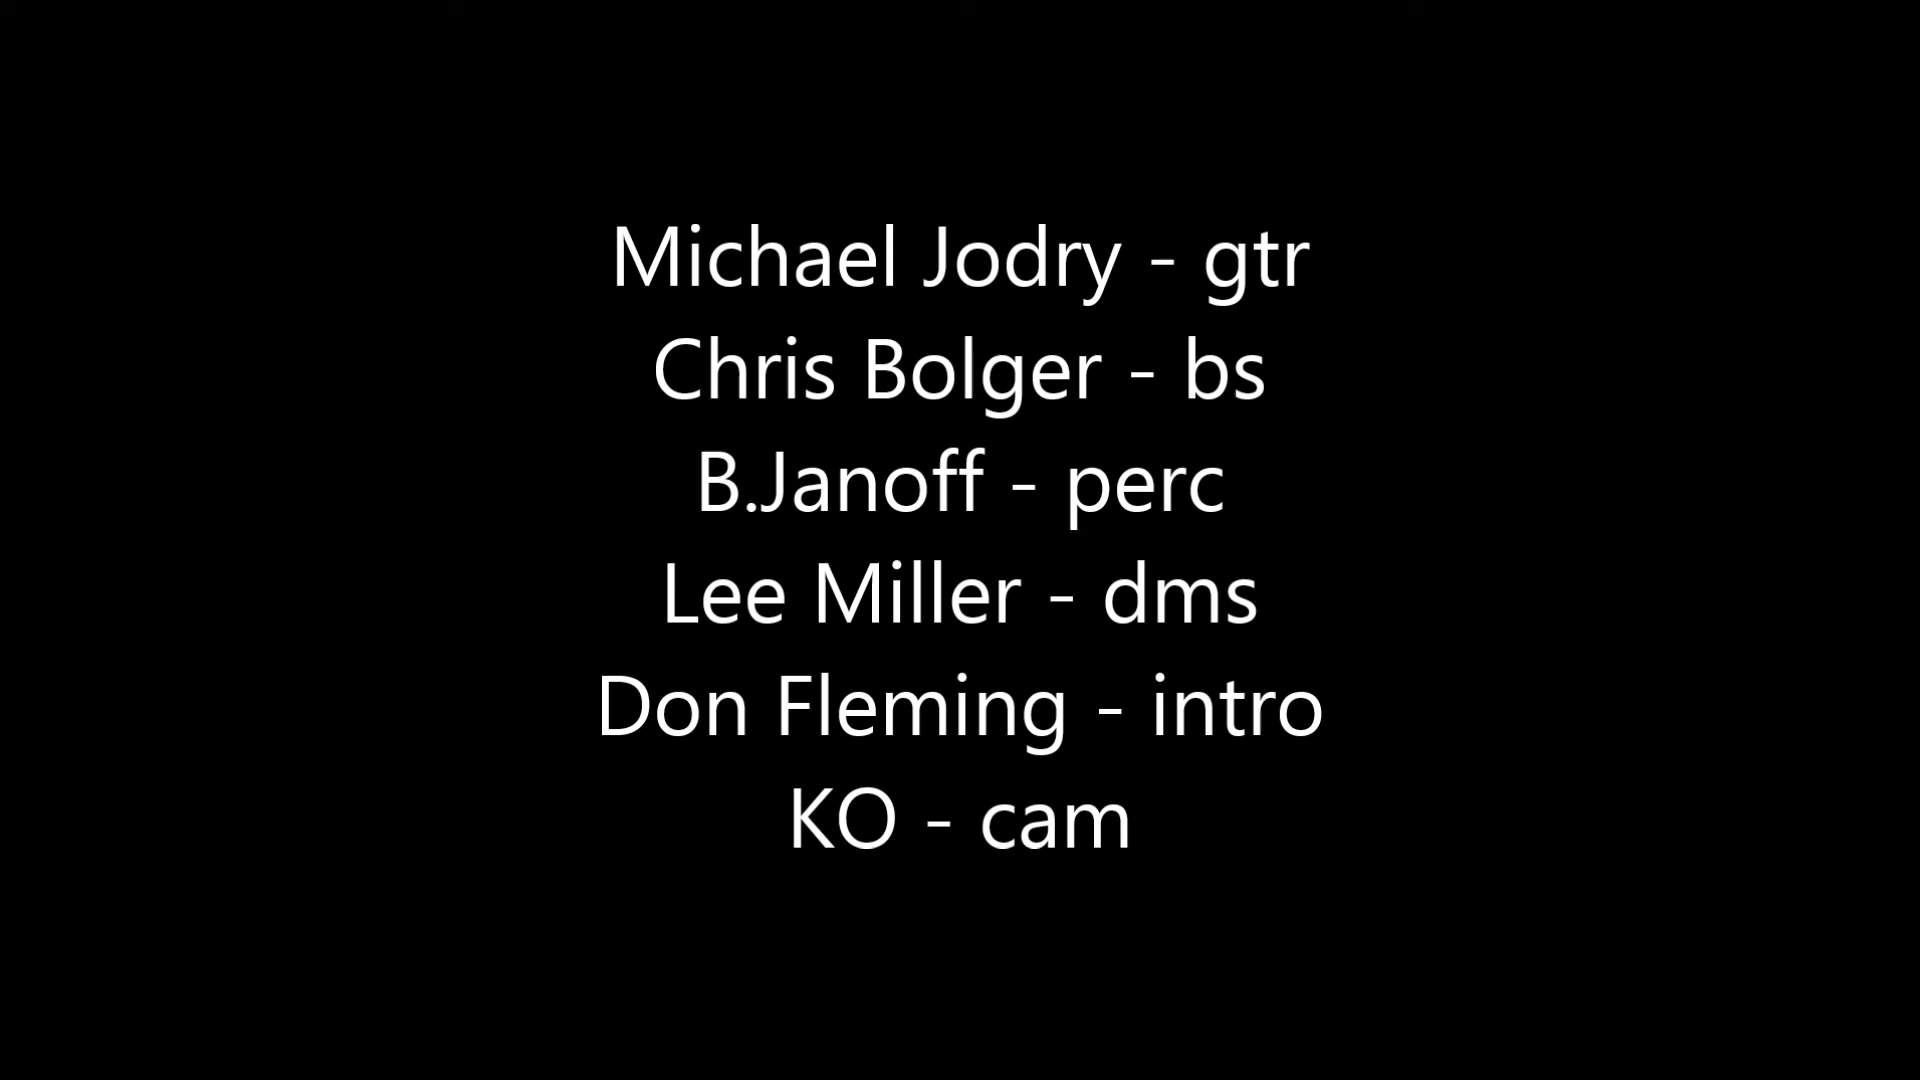 Michael Jodry - gtr
Chris Bolger - bs
B.Janoff - perc
Lee Miller - dms
Don Fleming - intro
KO - cam